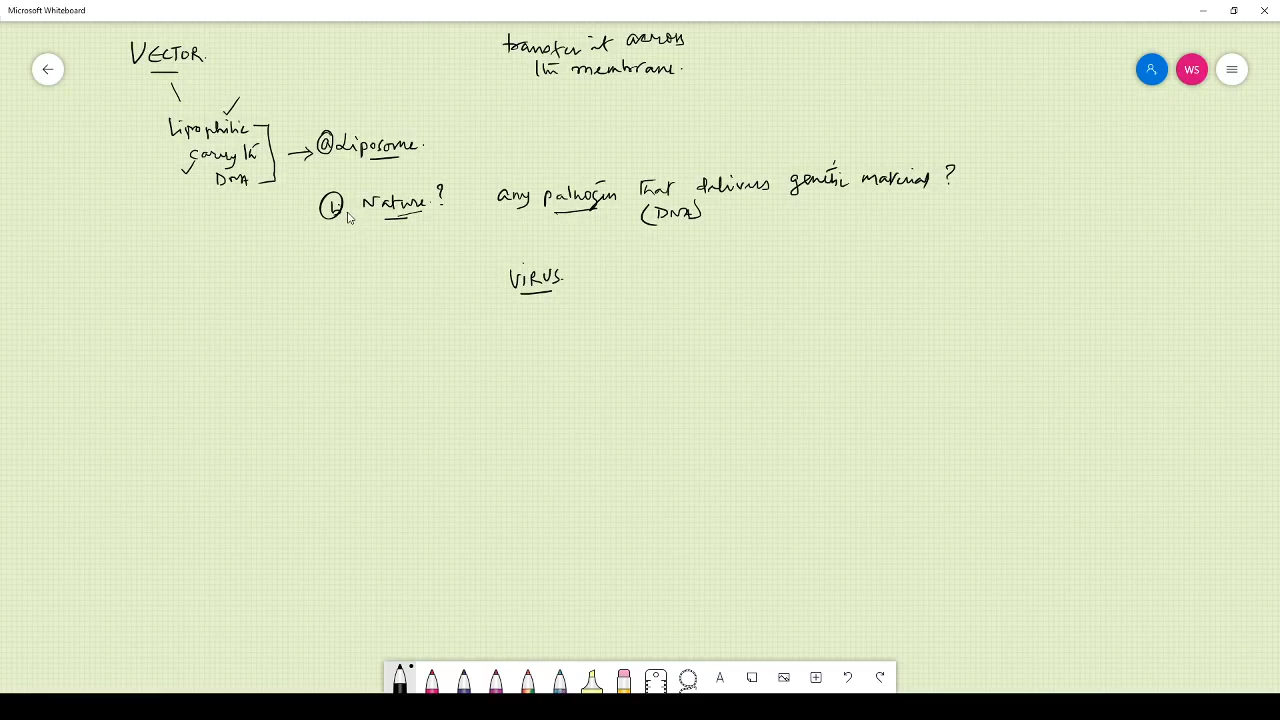 Microsoft Whiteboard
VECTOR.
transfer it across
the membrane.
WS
Lipophilic
carry the
DNA
(a) Liposome.
(b) Nature? any pathogen that delivers genetic material?
(DNA)
VIRUS.
A